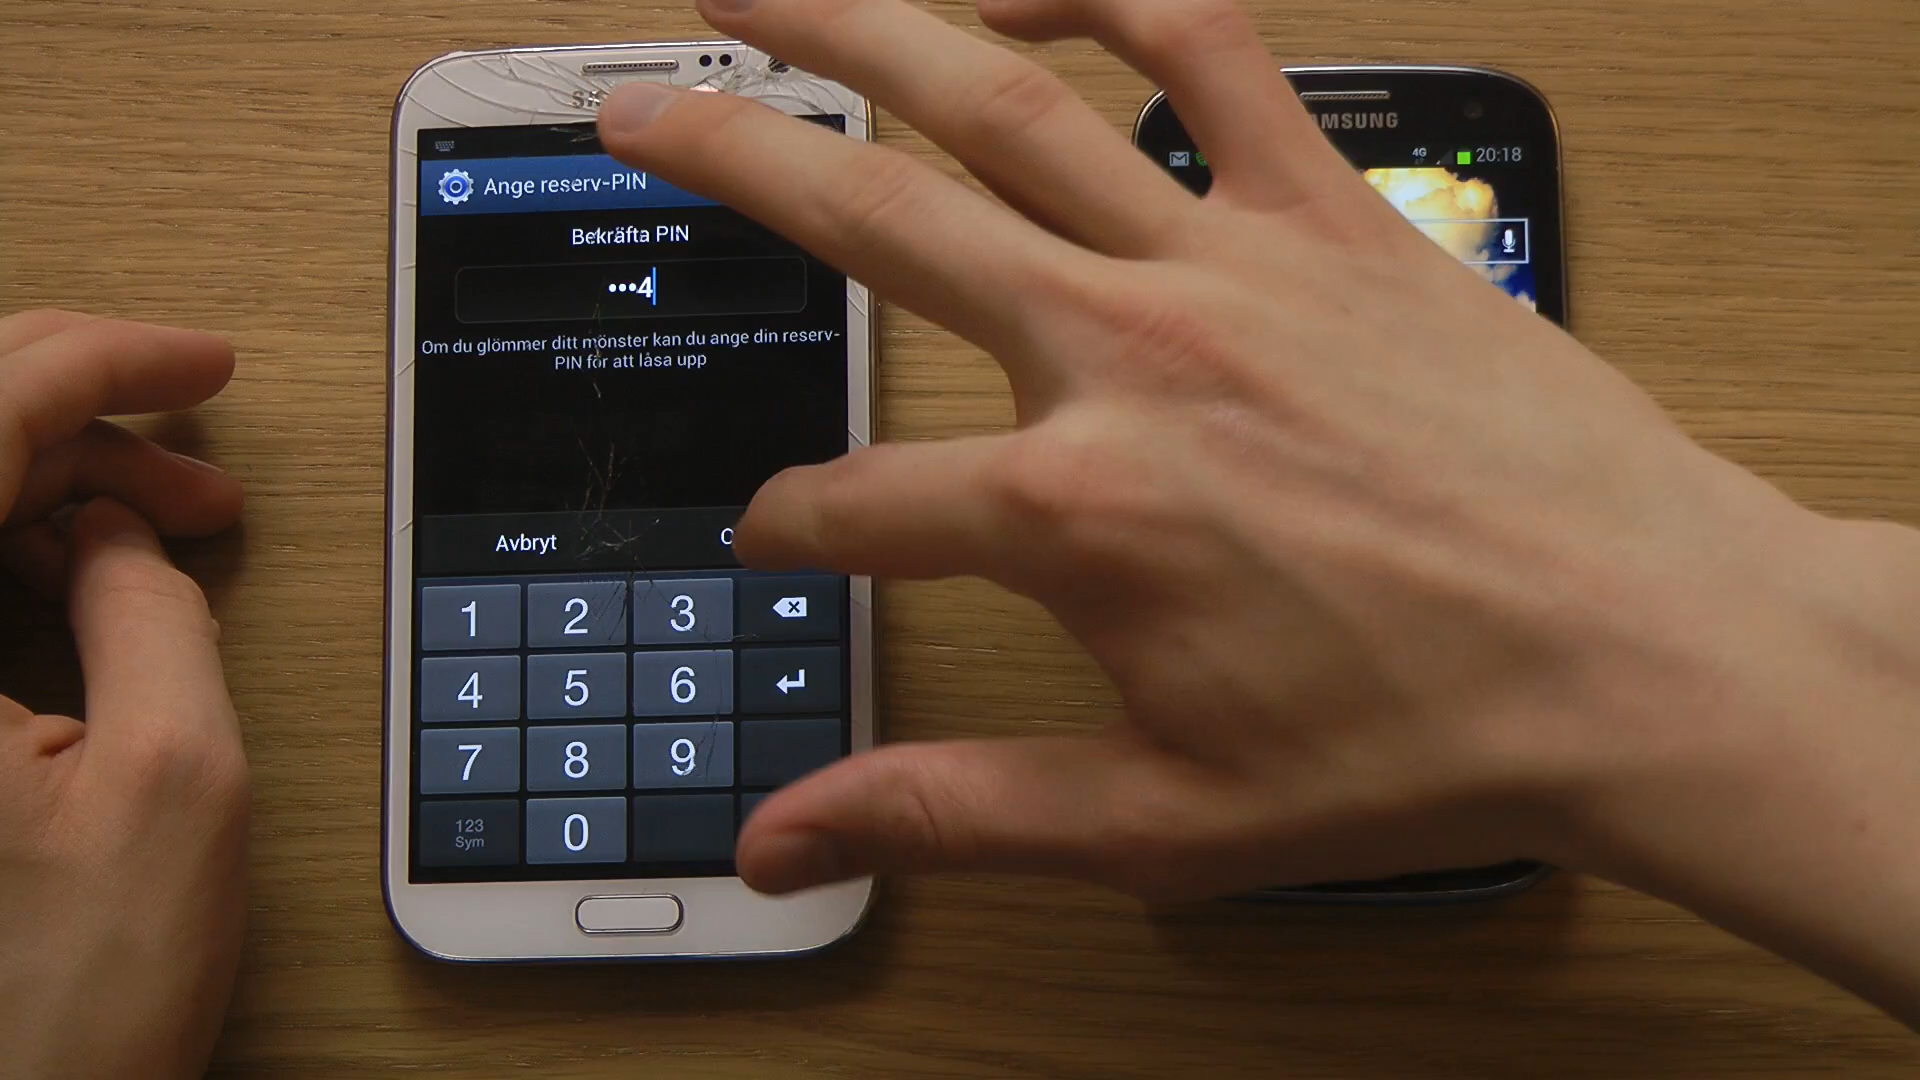 Ange reserv-PIN
Bekräfta PIN
•••4
Om du glömmer ditt mönster kan du ange din reserv-
PIN för att låsa upp
Avbryt
1 2 3
4 5 6
7 8 9
123
Sym
0
AMSUNG
4G 20:18